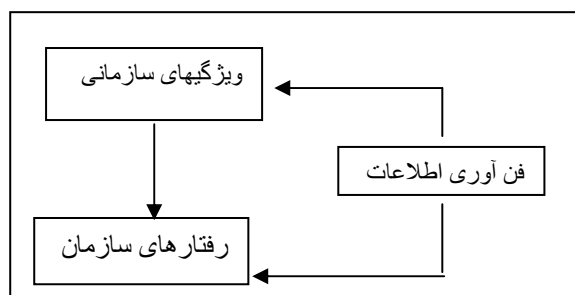 ویژگیهای سازمانی
فن آوری اطلاعات
رفتارهای سازمان